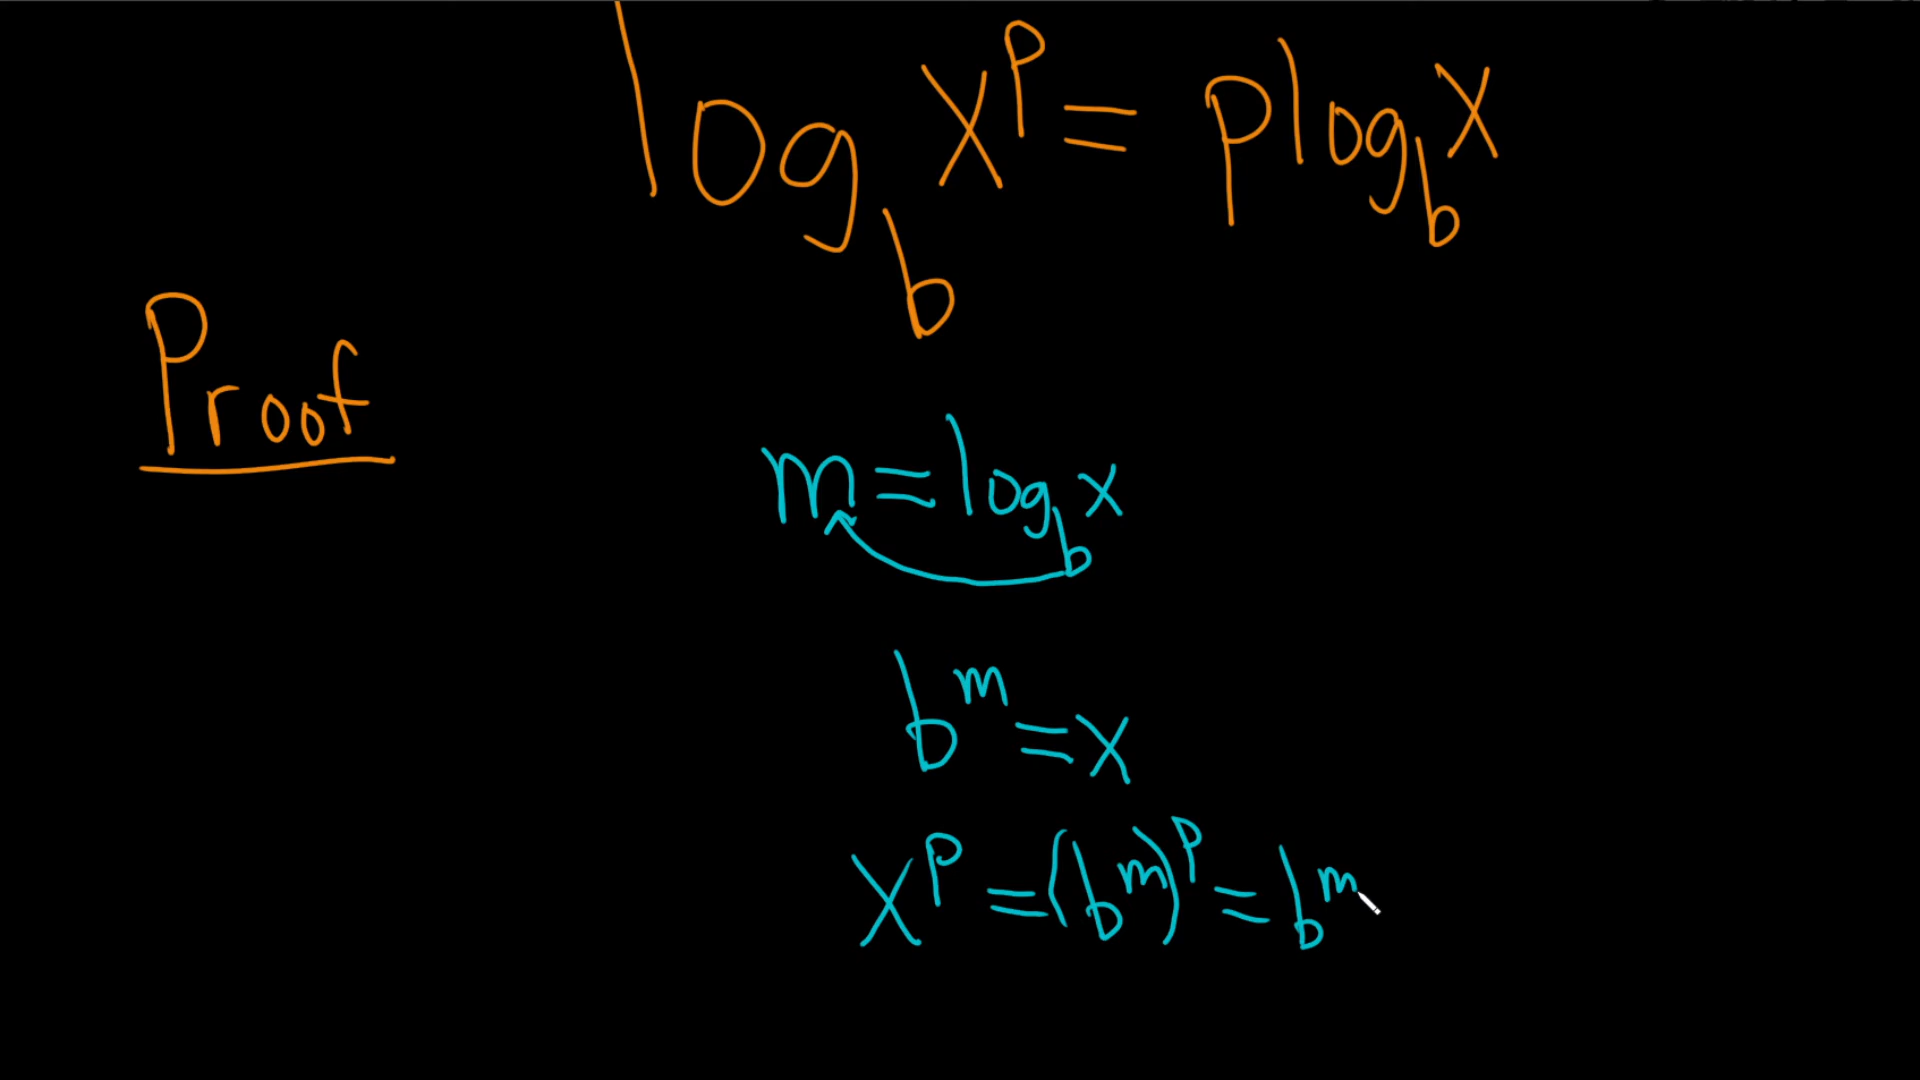 log_b x^p = p log_b x
Proof
m = log_b x
b^m = x
x^p = (b^m)^p = b^m